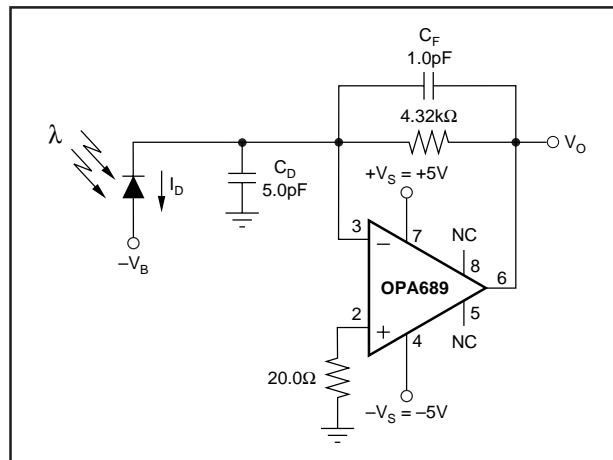 C_F
1.0pF
4.32kΩ
λ
I_D
–V_B
C_D
5.0pF
+V_S = +5V
V_O
3
7
NC
8
–
OPA689
6
5
NC
2
+
4
20.0Ω
–V_S = –5V